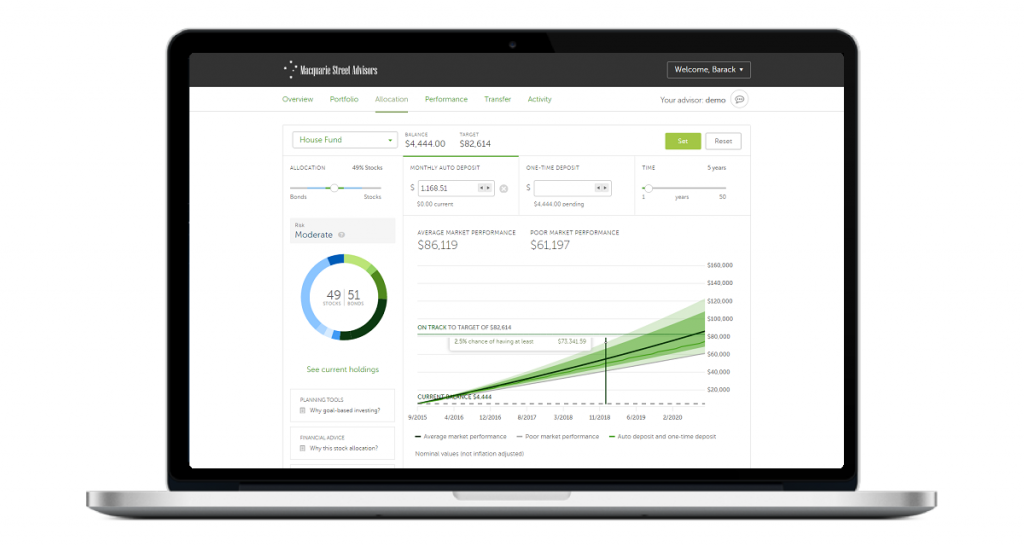 Macquarie Street Advisors
Welcome, Barack
Overview Portfolio Allocation Performance Transfer Activity
Your advisor: demo
House Fund
BALANCE
$4,444.00
TARGET
$82,614
Set Reset
ALLOCATION 49% Stocks
Bonds Stocks
MONTHLY AUTO DEPOSIT
$ 1,168.51
$0.00 current
ONE-TIME DEPOSIT
$
$4,444.00 pending
TIME 5 years
1 years 50
RISK
Moderate
49 51
STOCKS BONDS
See current holdings
PLANNING TOOLS
Why goal-based investing?
FINANCIAL ADVICE
Why this stock allocation?
AVERAGE MARKET PERFORMANCE
$86,119
POOR MARKET PERFORMANCE
$61,197
$160,000
$140,000
$120,000
$100,000
$80,000
$60,000
$40,000
$20,000
ON TRACK TO TARGET OF $82,614
2.5% chance of having at least $73,341.59
CURRENT BALANCE $4,444
9/2015 4/2016 12/2016 8/2017 3/2018 11/2018 6/2019 2/2020
Average market performance Poor market performance Auto deposit and one-time deposit
Nominal values (not inflation adjusted)